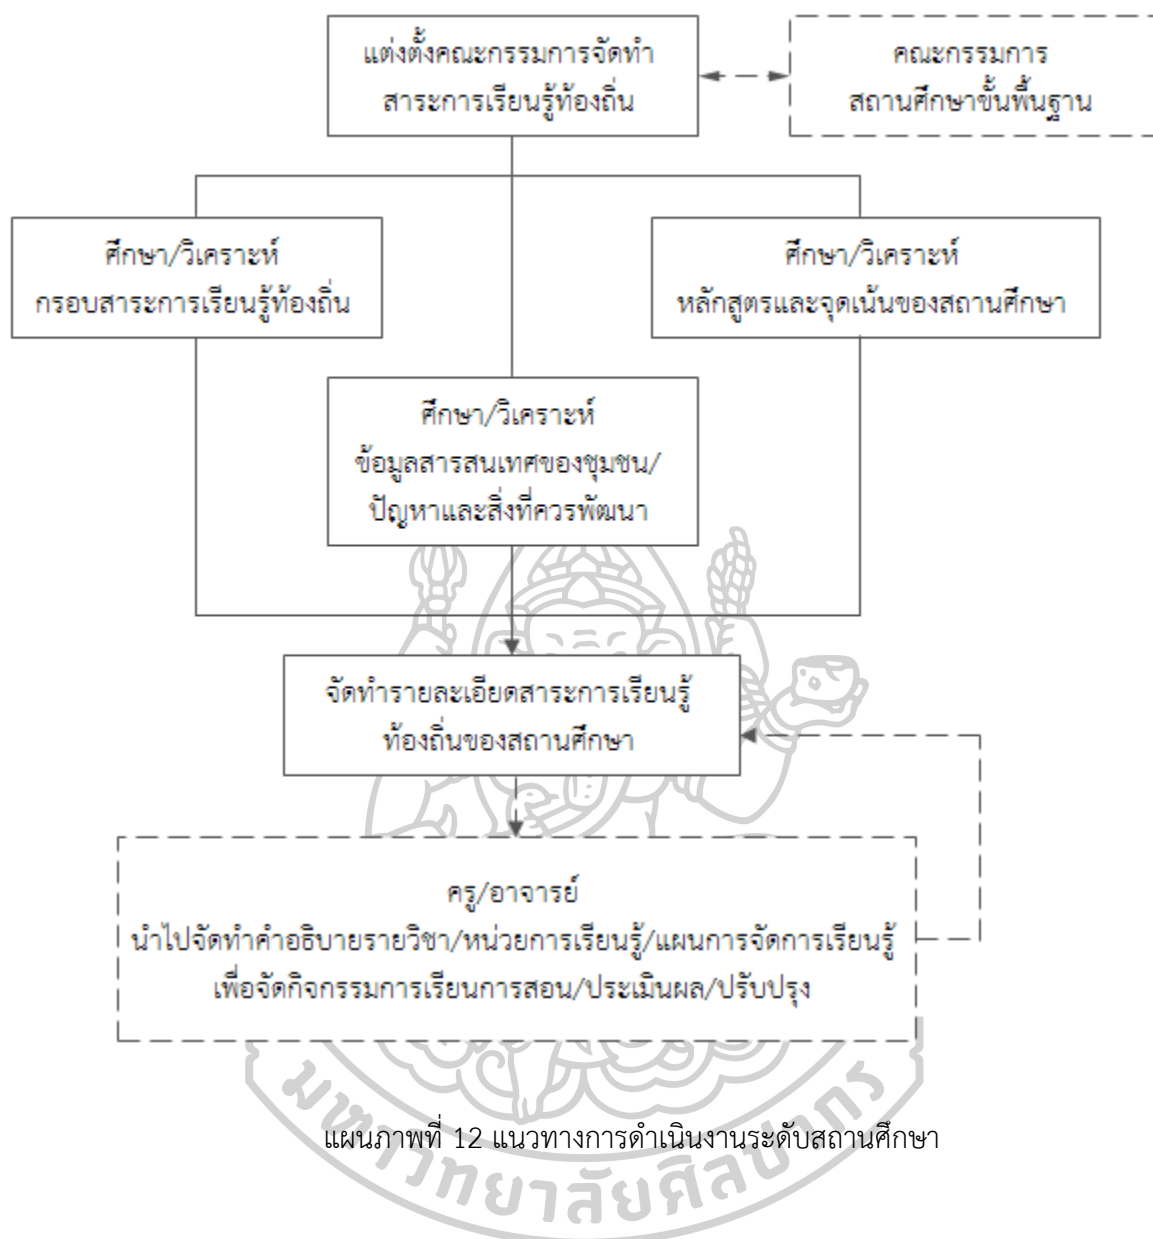 แต่งตั้งคณะกรรมการจัดทำ
สาระการเรียนรู้ท้องถิ่น
คณะกรรมการ
สถานศึกษาขั้นพื้นฐาน
ศึกษา/วิเคราะห์
กรอบสาระการเรียนรู้ท้องถิ่น
ศึกษา/วิเคราะห์
หลักสูตรและจุดเน้นของสถานศึกษา
ศึกษา/วิเคราะห์
ข้อมูลสารสนเทศของชุมชน/
ปัญหาและสิ่งที่ควรพัฒนา
จัดทำรายละเอียดสาระการเรียนรู้
ท้องถิ่นของสถานศึกษา
ครู/อาจารย์
นำไปจัดทำคำอธิบายรายวิชา/หน่วยการเรียนรู้/แผนการจัดการเรียนรู้
เพื่อจัดกิจกรรมการเรียนการสอน/ประเมินผล/ปรับปรุง
แผนภาพที่ 12 แนวทางการดำเนินงานระดับสถานศึกษา
มหาวิทยาลัยศิลปากร